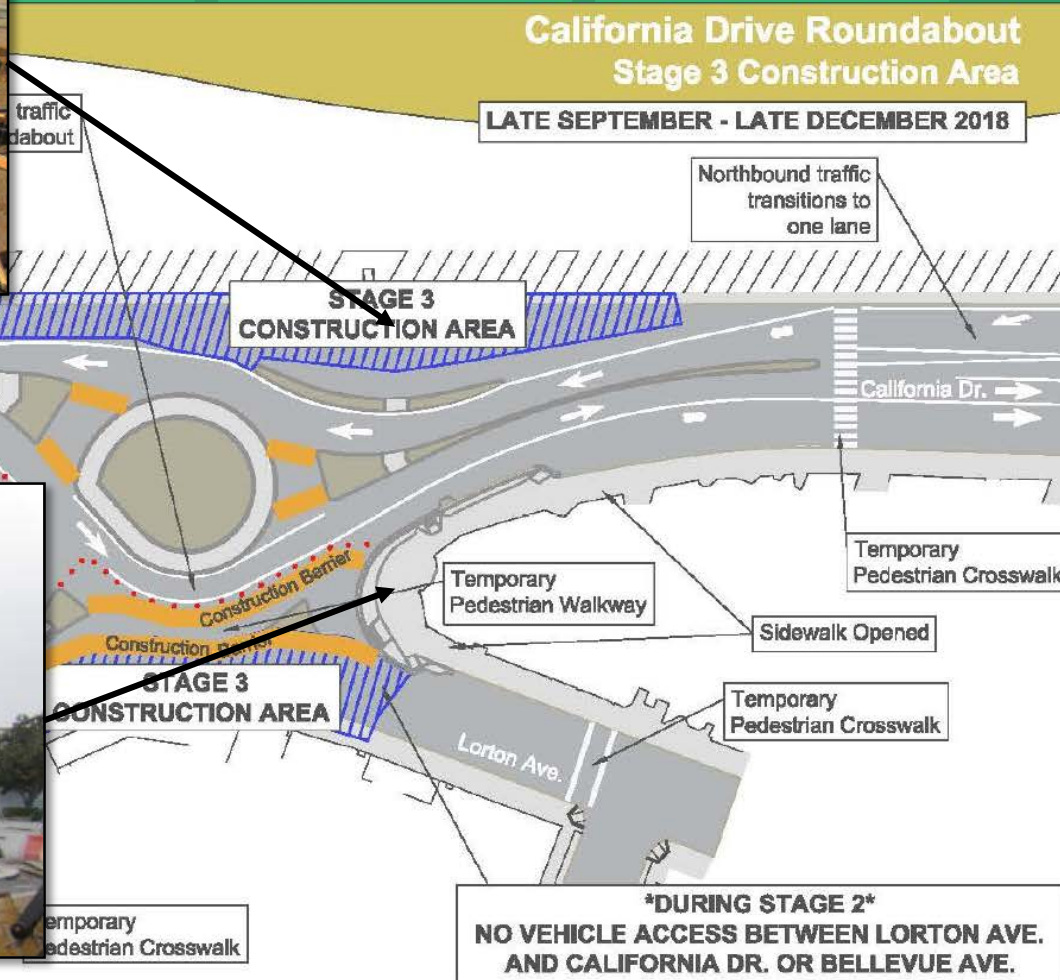 California Drive Roundabout
Stage 3 Construction Area
LATE SEPTEMBER - LATE DECEMBER 2018
traffic
dabout
Northbound traffic
transitions to
one lane
STAGE 3
CONSTRUCTION AREA
California Dr.
Temporary
Pedestrian Crosswalk
Construction Barrier
Temporary
Pedestrian Walkway
Sidewalk Opened
Construction Barrier
STAGE 3
CONSTRUCTION AREA
Temporary
Pedestrian Crosswalk
Lorton Ave.
emporary
edestrian Crosswalk
*DURING STAGE 2*
NO VEHICLE ACCESS BETWEEN LORTON AVE.
AND CALIFORNIA DR. OR BELLEVUE AVE.